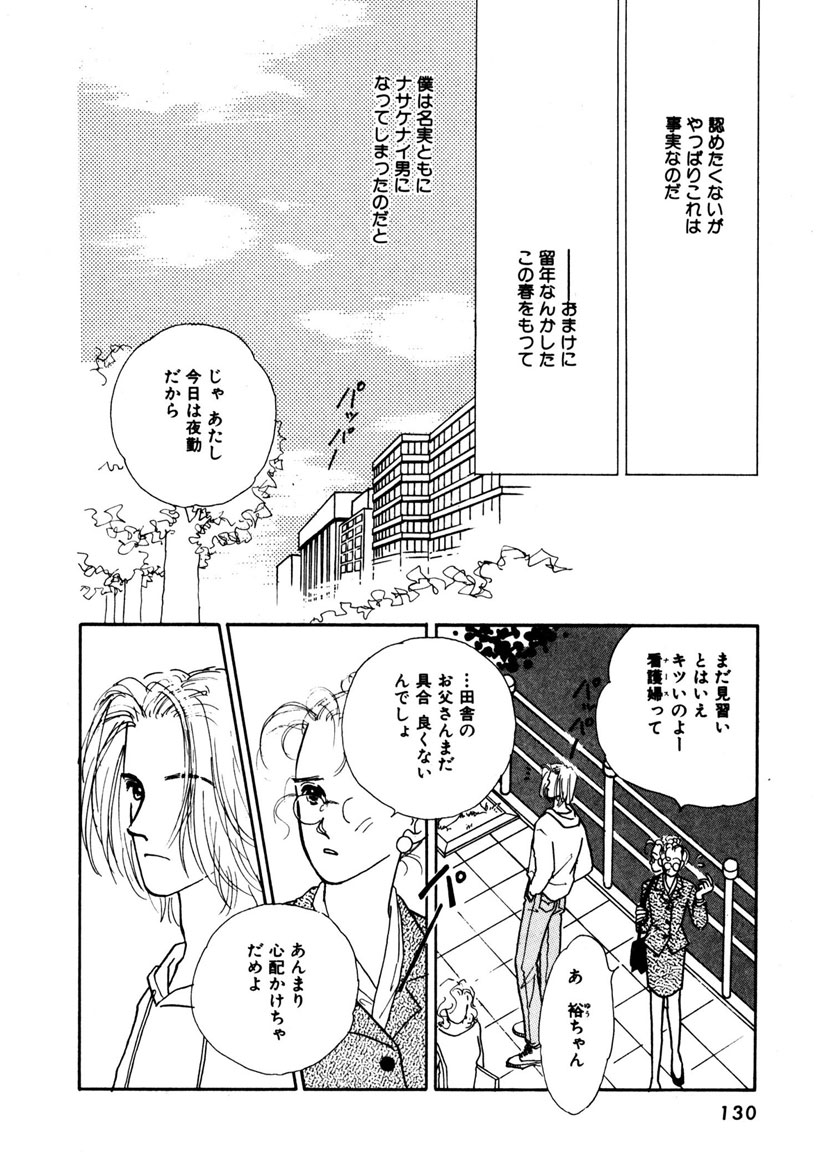 認めたくないが
やっぱりこれは
事実なのだ
――おまけに
留年なんかした
この春をもって
僕は名実ともに
ナサケナイ男に
なってしまったのだと
パッパー
じゃ あたし
今日は夜勤
だから
まだ見習い
とはいえ
キツいのよー
看護婦って
ナース
パパ
…
あ 裕ちゃん
ゆう
…田舎の
お父さんまだ
具合 良くない
んでしょ
パパー
あんまり
心配かけちゃ
だめよ
130